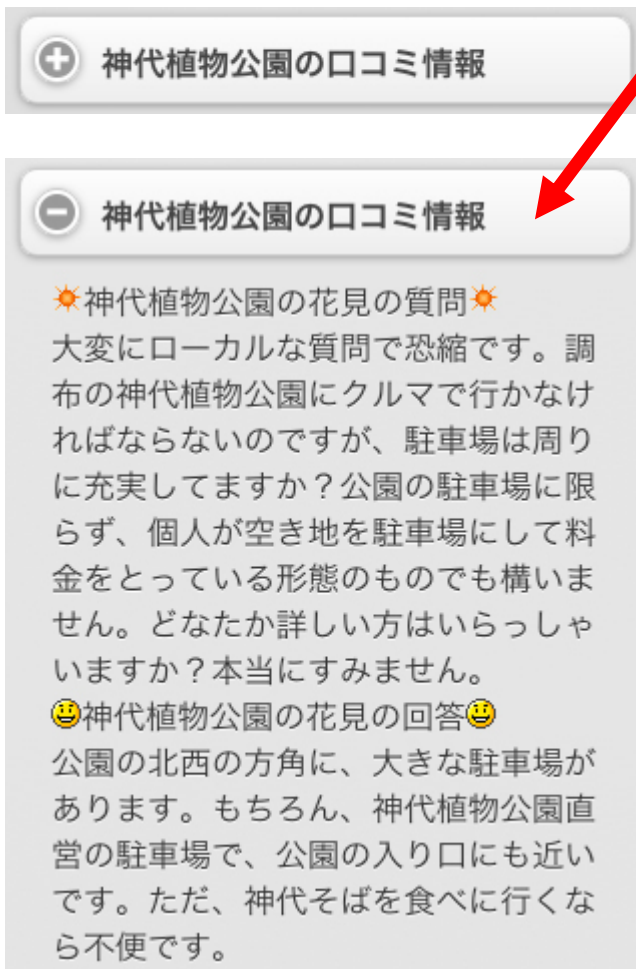 神代植物公園の口コミ情報
神代植物公園の口コミ情報
神代植物公園の花見の質問
大変にローカルな質問で恐縮です。調
布の神代植物公園にクルマで行かなけ
ればならないのですが、駐車場は周り
に充実してますか？公園の駐車場に限
らず、個人が空き地を駐車場にして料
金をとっている形態のものでも構いま
せん。どなたか詳しい方はいらっしゃ
いますか？本当にすみません。
神代植物公園の花見の回答
公園の北西の方角に、大きな駐車場が
あります。もちろん、神代植物公園直
営の駐車場で、公園の入り口にも近い
です。ただ、神代そばを食べに行くな
ら不便です。